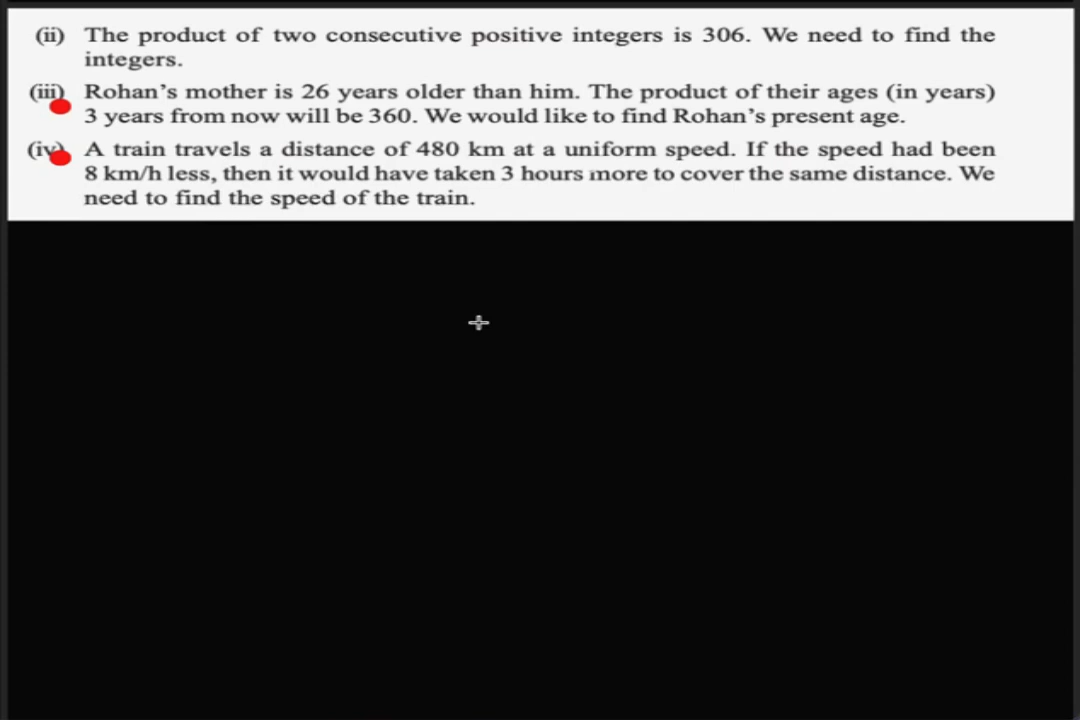 (ii) The product of two consecutive positive integers is 306. We need to find the
integers.
(iii) Rohan's mother is 26 years older than him. The product of their ages (in years)
3 years from now will be 360. We would like to find Rohan's present age.
(iv) A train travels a distance of 480 km at a uniform speed. If the speed had been
8 km/h less, then it would have taken 3 hours more to cover the same distance. We
need to find the speed of the train.